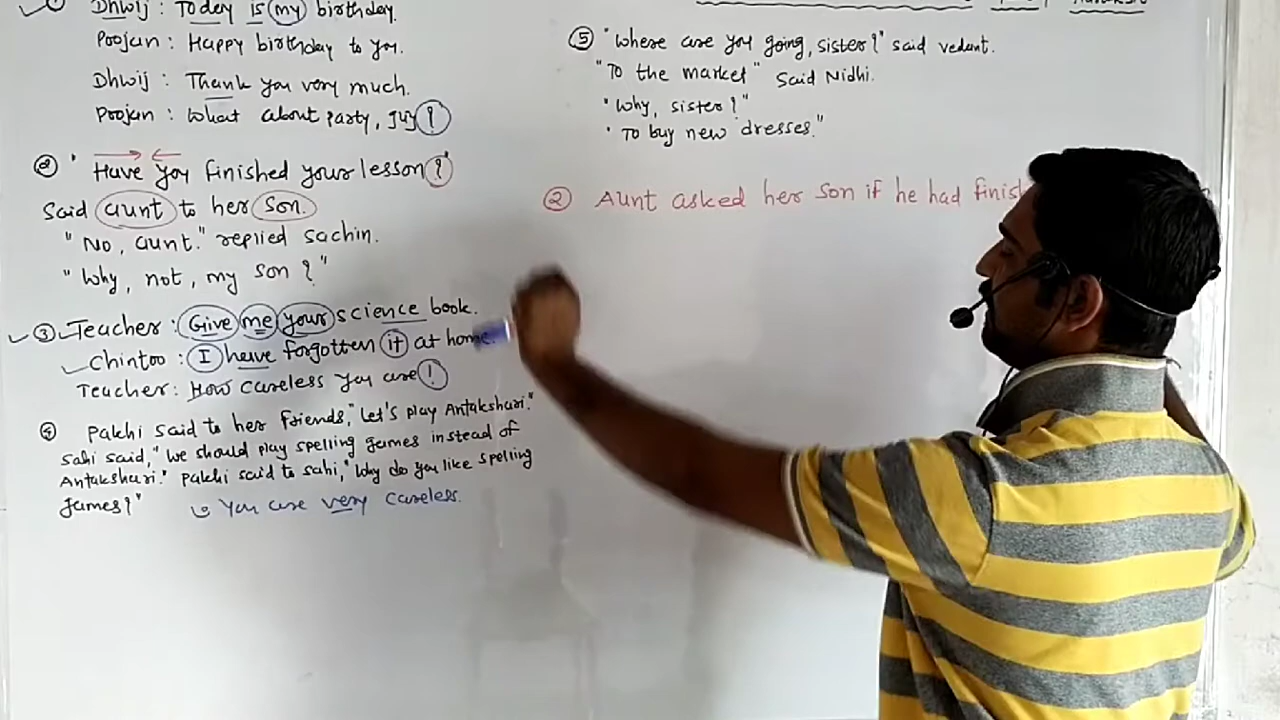 ① Dhwij : Today is my birthday.
Poojan : Happy birthday to you.
Dhwij : Thank you very much.
Poojan : What about party, guy ?
② " Have you finished your lesson ? "
Said aunt to her son.
" No, aunt. " replied sachin.
" Why, not, my son ? "
③ Teacher : Give me your science book.
Chintoo : I have forgotten it at home.
Teacher : How careless you are !
④ Pakhi said to her friends, " Let's play Antakshari. "
Sahi said, " We should play spelling games instead of
Antakshari. " Pakhi said to sahi, " Why do you like spelling
games ? "
You are very careless.
⑤ " Where are you going, sister ? " said vedant.
" To the market " Said Nidhi.
" Why, sister ? "
" To buy new dresses. "
② Aunt asked her son if he had finish